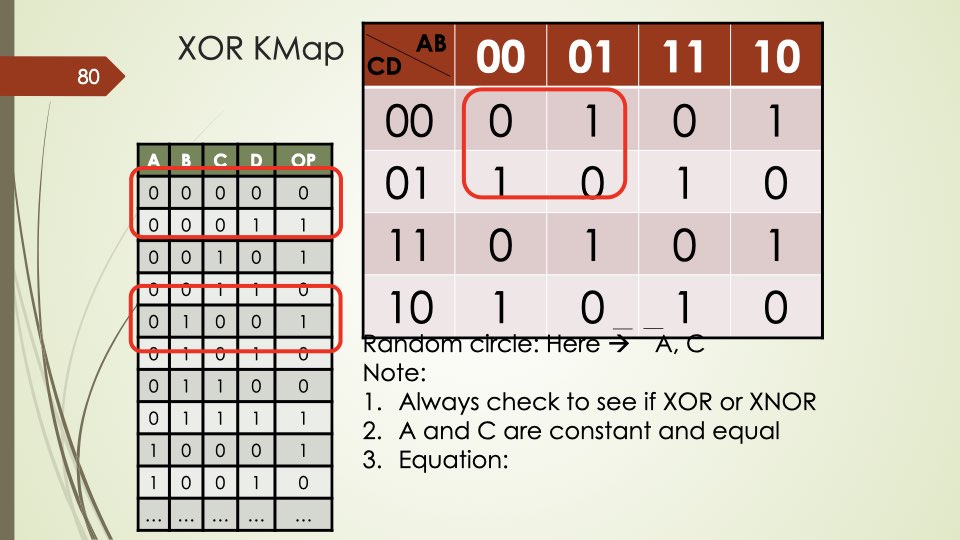 XOR KMap
80
AB
CD
00 01 11 10
00 0 1 0 1
01 1 0 1 0
11 0 1 0 1
10 1 0 1 0
A B C D OP
0 0 0 0 0
0 0 0 1 1
0 0 1 0 1
0 0 1 1 0
0 1 0 0 1
0 1 0 1 0
0 1 1 0 0
0 1 1 1 1
1 0 0 0 1
1 0 0 1 0
... ... ... ... ...
Random circle: Here → A, C
Note:
1. Always check to see if XOR or XNOR
2. A and C are constant and equal
3. Equation: